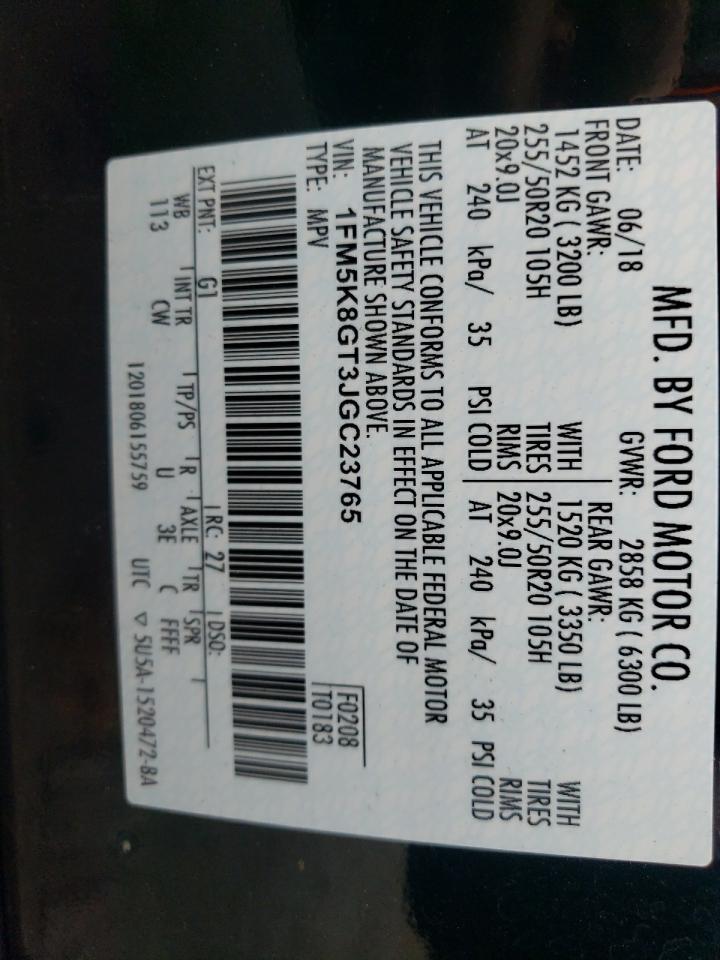 MFD. BY FORD MOTOR CO.
DATE: 06/18 GVWR: 2858 KG ( 6300 LB)
FRONT GAWR: REAR GAWR:
1452 KG ( 3200 LB) WITH 1520 KG ( 3350 LB) WITH
255/50R20 105H TIRES 255/50R20 105H TIRES
20x9.0J RIMS 20x9.0J RIMS
AT 240 kPa/ 35 PSI COLD AT 240 kPa/ 35 PSI COLD
THIS VEHICLE CONFORMS TO ALL APPLICABLE FEDERAL MOTOR
VEHICLE SAFETY STANDARDS IN EFFECT ON THE DATE OF
MANUFACTURE SHOWN ABOVE.
VIN: 1FM5K8GT3JGC23765 F0208
TYPE: MPV T0183
EXT PNT: G1 RC: 27 DSO:
WB INT TR TP/PS R AXLE TR SPR
113 CW U 3E C FFFF
1201806155759 UTC ▽ 5U5A-1520472-BA